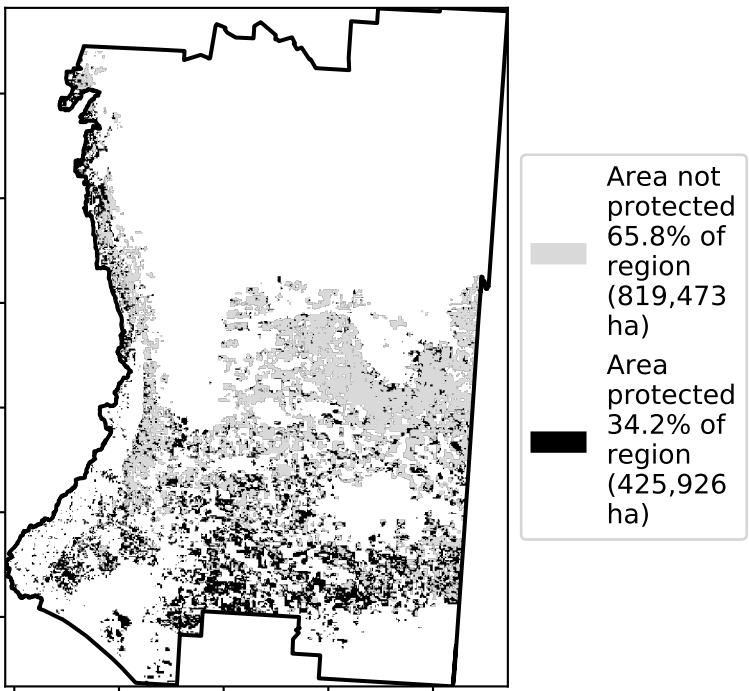 Area not
protected
65.8% of
region
(819,473
ha)
Area
protected
34.2% of
region
(425,926
ha)